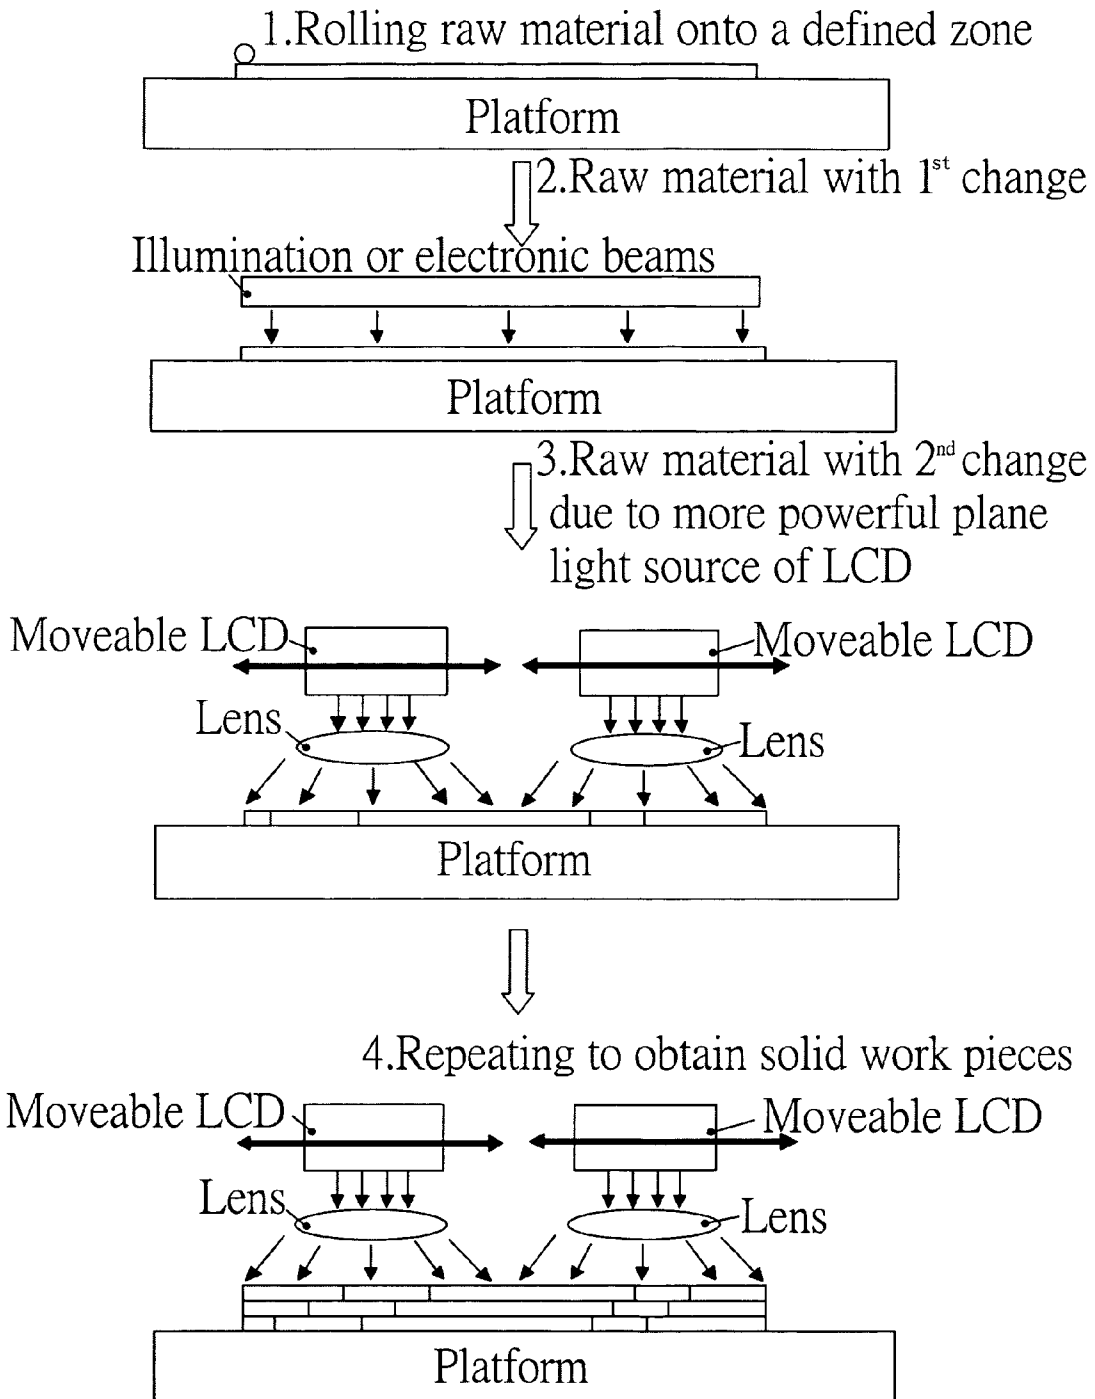 1.Rolling raw material onto a defined zone
Platform
2.Raw material with 1st change
Illumination or electronic beams
Platform
3.Raw material with 2nd change
due to more powerful plane
light source of LCD
Moveable LCD
Moveable LCD
Lens
Lens
Platform
4.Repeating to obtain solid work pieces
Moveable LCD
Moveable LCD
Lens
Lens
Platform